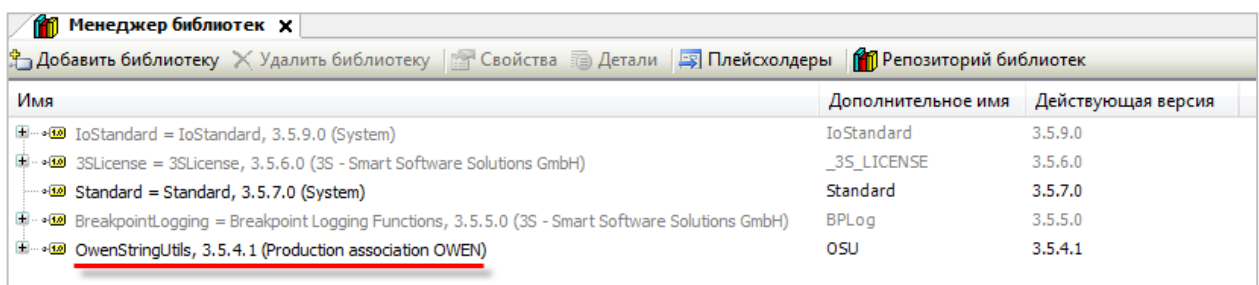 Менеджер библиотек
Добавить библиотеку Удалить библиотеку Свойства Детали Плейсхолдеры Репозиторий библиотек
Имя Дополнительное имя Действующая версия
IoStandard = IoStandard, 3.5.9.0 (System) IoStandard 3.5.9.0
3SLicense = 3SLicense, 3.5.6.0 (3S - Smart Software Solutions GmbH) _3S_LICENSE 3.5.6.0
Standard = Standard, 3.5.7.0 (System) Standard 3.5.7.0
BreakpointLogging = Breakpoint Logging Functions, 3.5.5.0 (3S - Smart Software Solutions GmbH) BPLog 3.5.5.0
OwenStringUtils, 3.5.4.1 (Production association OWEN) OSU 3.5.4.1